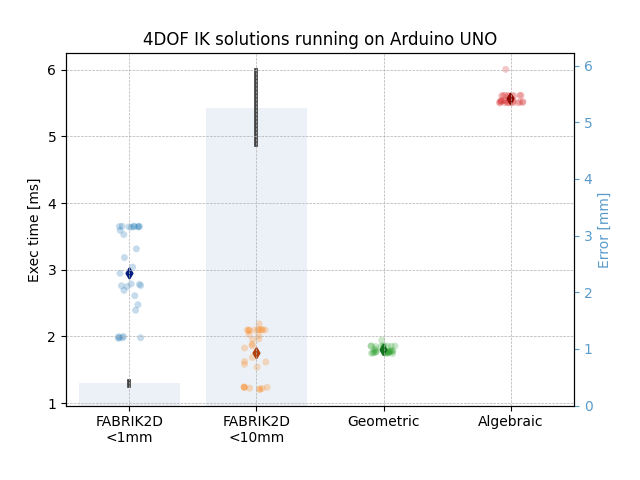 4DOF IK solutions running on Arduino UNO
Exec time [ms]
6
5
4
3
2
1
6
5
4
3
2
1
0
Error [mm]
FABRIK2D
<1mm
FABRIK2D
<10mm
Geometric
Algebraic